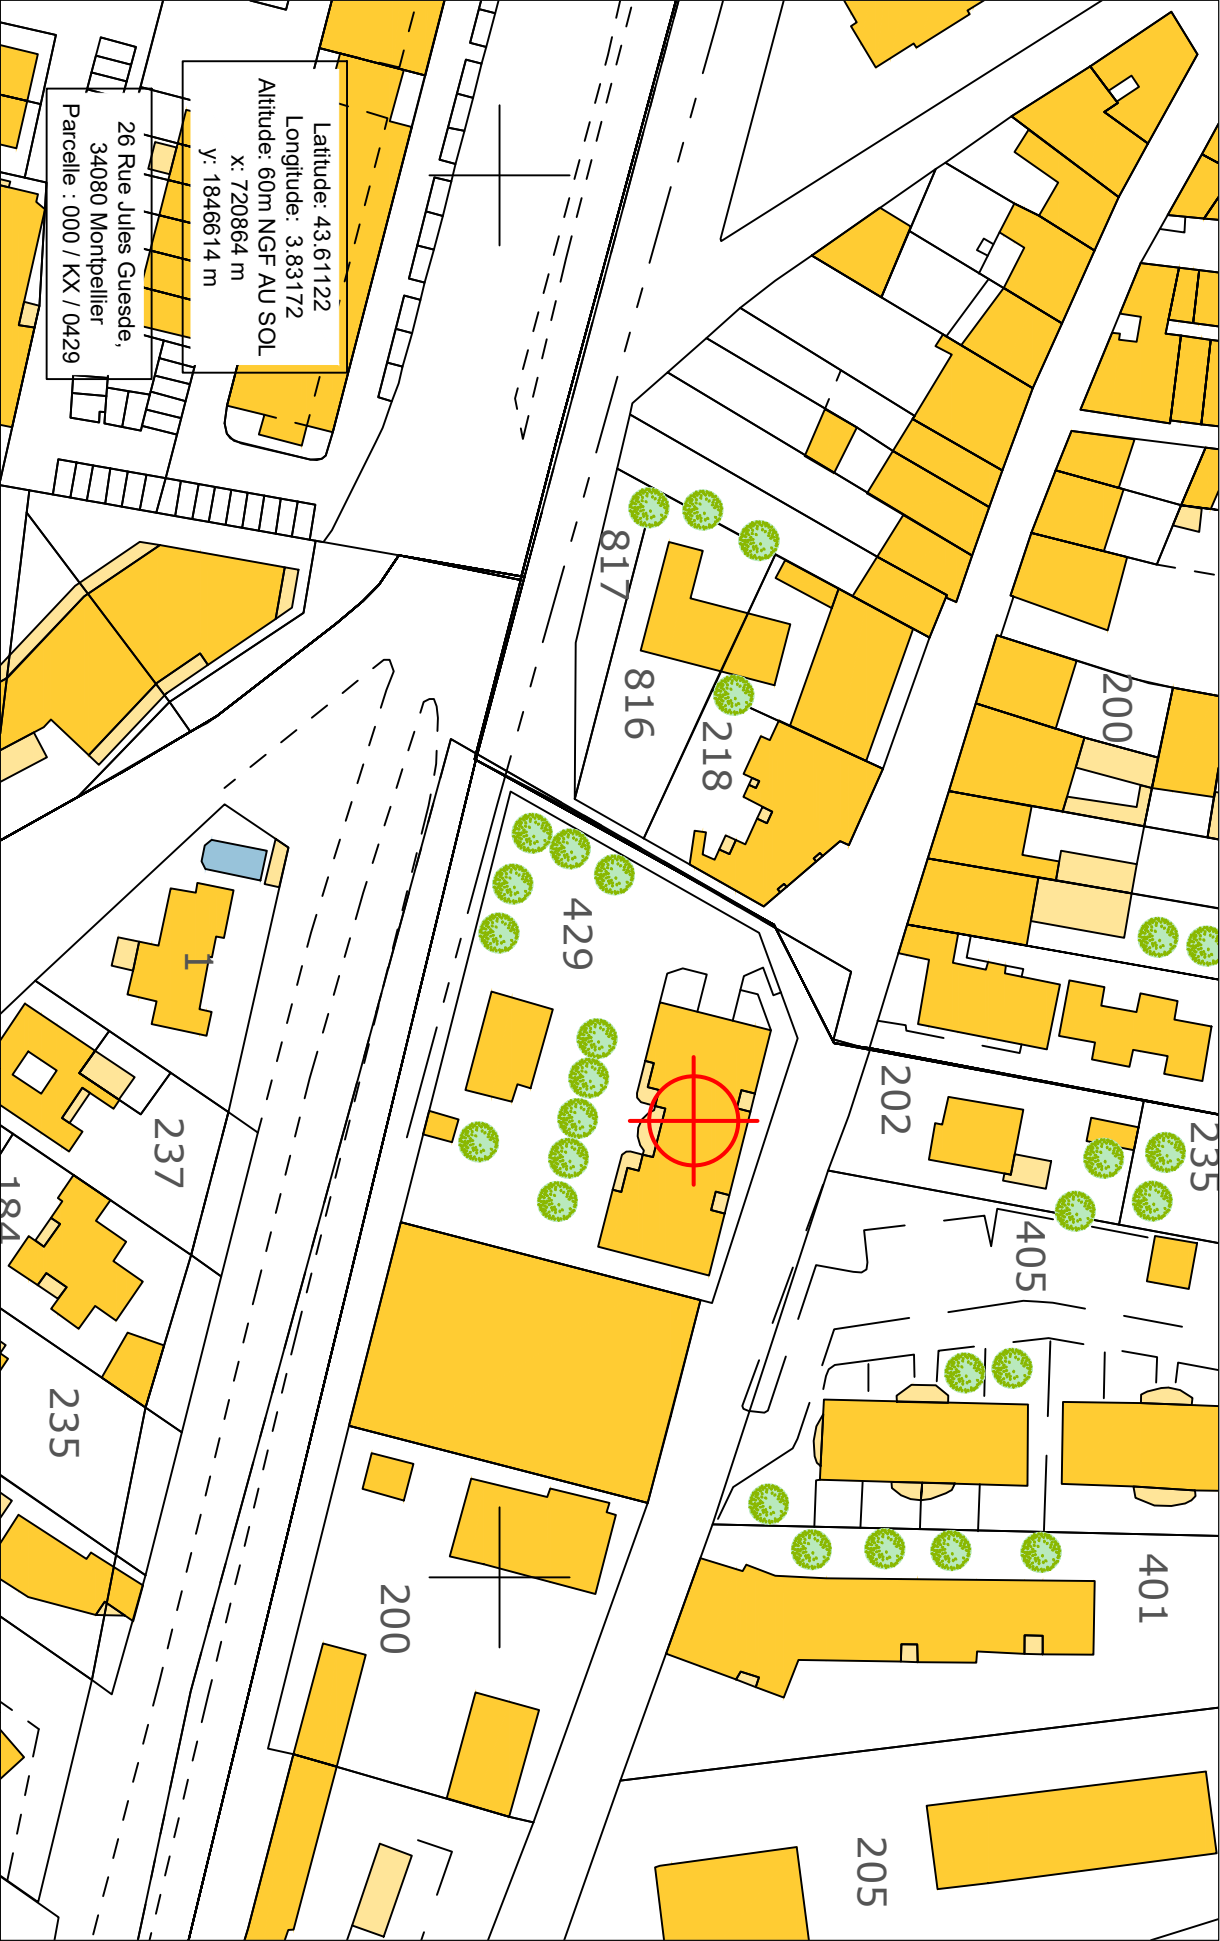 Latitude: 43.61122
Longitude: 3.83172
Altitude: 60m NGF AU SOL
x: 720864 m
y: 1846614 m
26 Rue Jules Guesde,
34080 Montpellier
Parcelle : 000 / KX / 0429
817
816
218
200
429
1
237
184
235
202
235
405
401
200
205